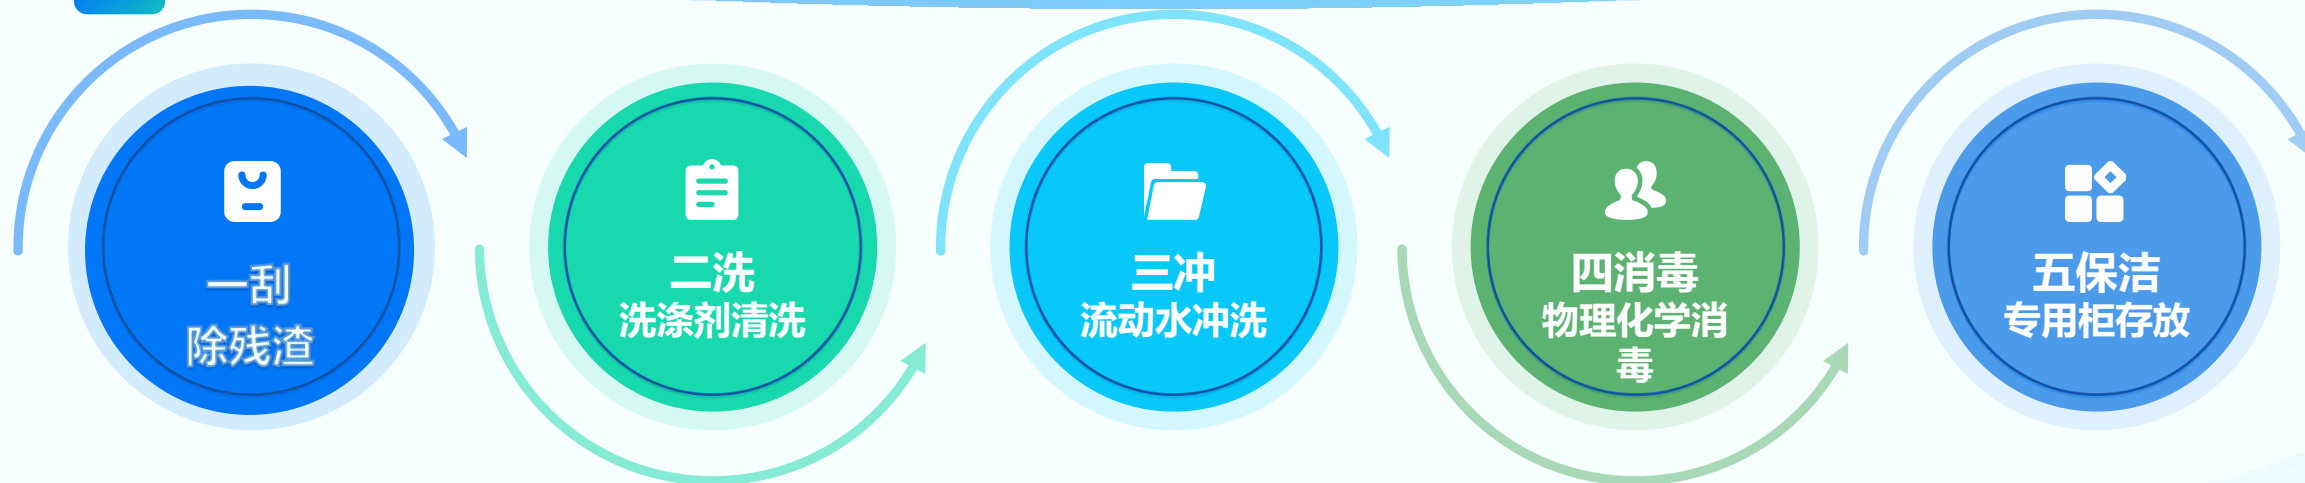 一刮
除残渣
二洗
洗涤剂清洗
三冲
流动水冲洗
四消毒
物理化学消
毒
五保洁
专用柜存放